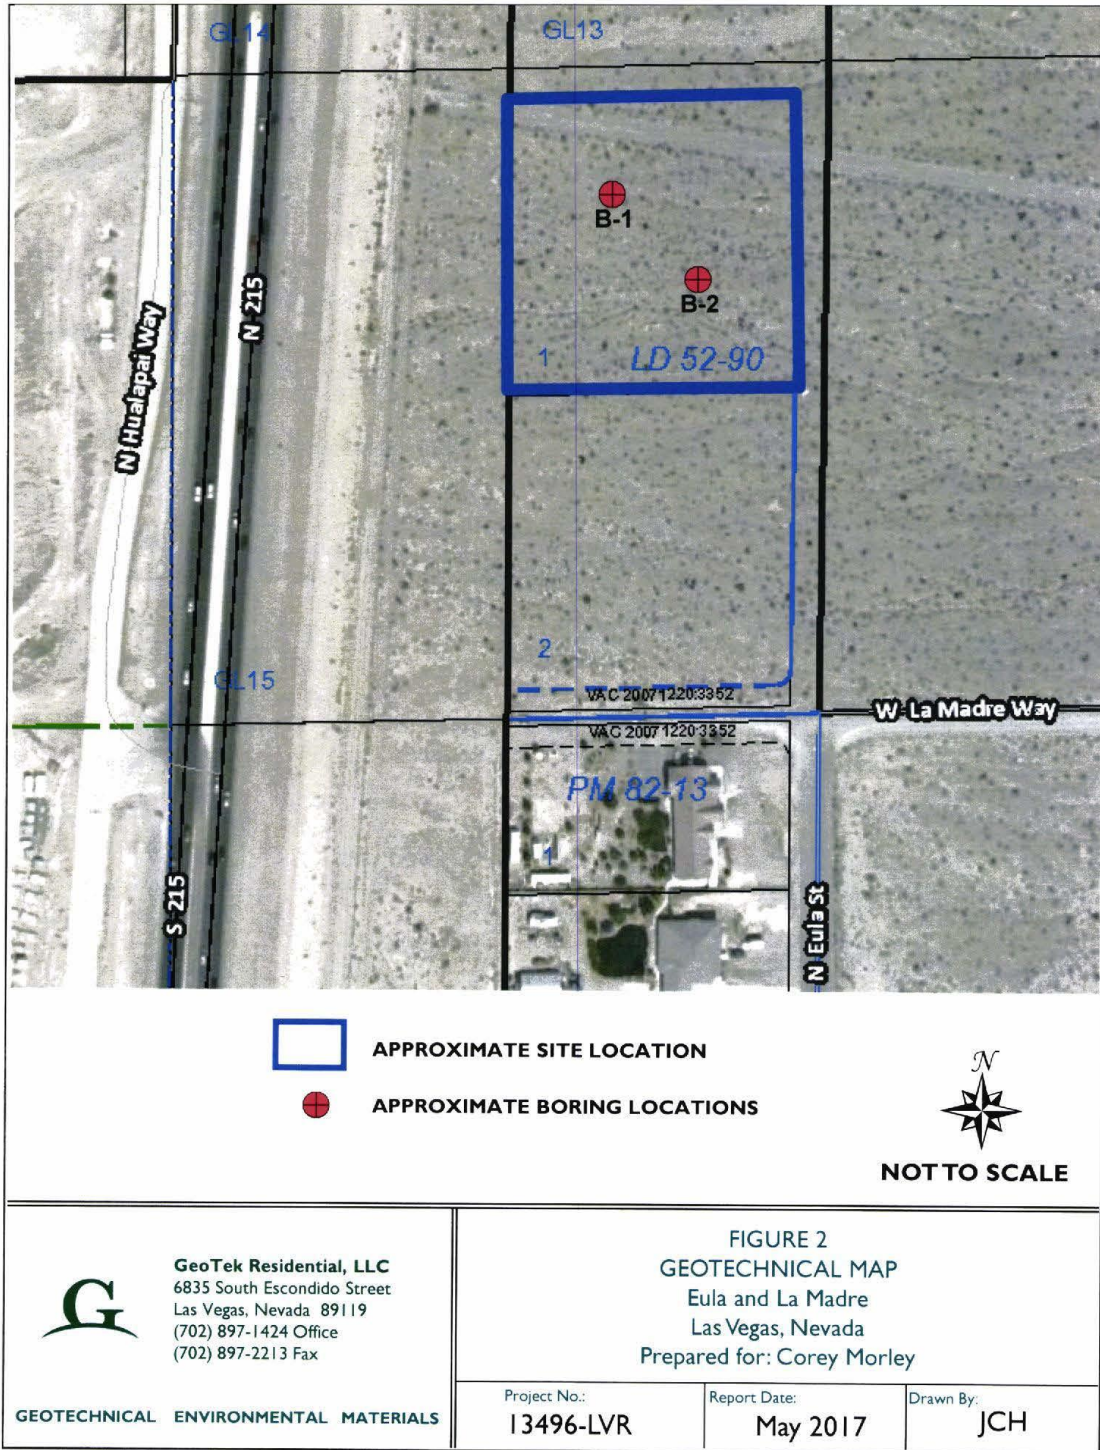 GL14
GL13
B-1
N 215
B-2
N Hualapai Way
1
LD 52-90
2
GL15
VAC 20071220:3352
W La Madre Way
VAC 20071220:3352
PM 82-13
1
S 215
N Eula St
APPROXIMATE SITE LOCATION
N
APPROXIMATE BORING LOCATIONS
NOT TO SCALE
G
GeoTek Residential, LLC
6835 South Escondido Street
Las Vegas, Nevada 89119
(702) 897-1424 Office
(702) 897-2213 Fax
GEOTECHNICAL ENVIRONMENTAL MATERIALS
FIGURE 2
GEOTECHNICAL MAP
Eula and La Madre
Las Vegas, Nevada
Prepared for: Corey Morley
Project No.:
13496-LVR
Report Date:
May 2017
Drawn By:
JCH